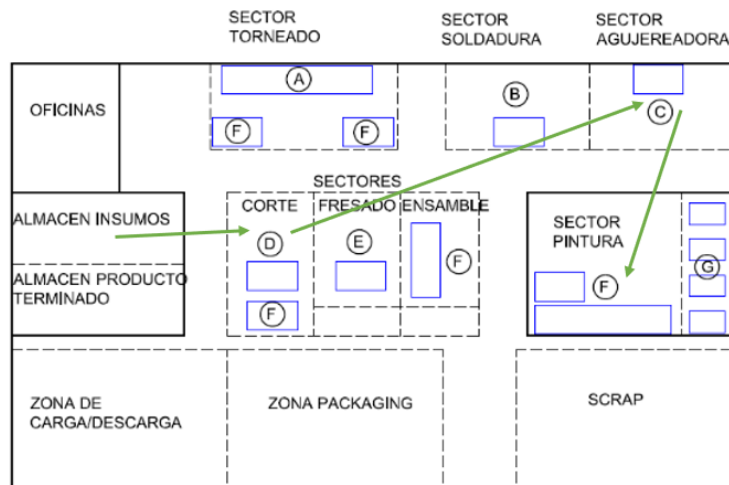 SECTOR
TORNEADO
SECTOR
SOLDADURA
SECTOR
AGUJEREADORA
A
B
C
F
F
OFICINAS
SECTORES
CORTE
FRESADO
ENSAMBLE
ALMACEN INSUMOS
ALMACEN PRODUCTO
TERMINADO
D
E
F
F
SECTOR
PINTURA
F
G
ZONA DE
CARGA/DESCARGA
ZONA PACKAGING
SCRAP